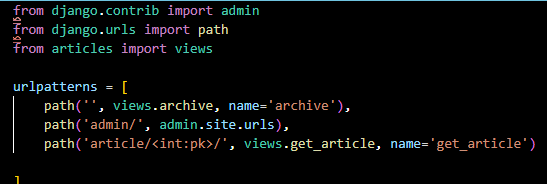 from django.contrib import admin
from django.urls import path
from articles import views
urlpatterns = [
path('', views.archive, name='archive'),
path('admin/', admin.site.urls),
path('article/<int:pk>/', views.get_article, name='get_article')
]